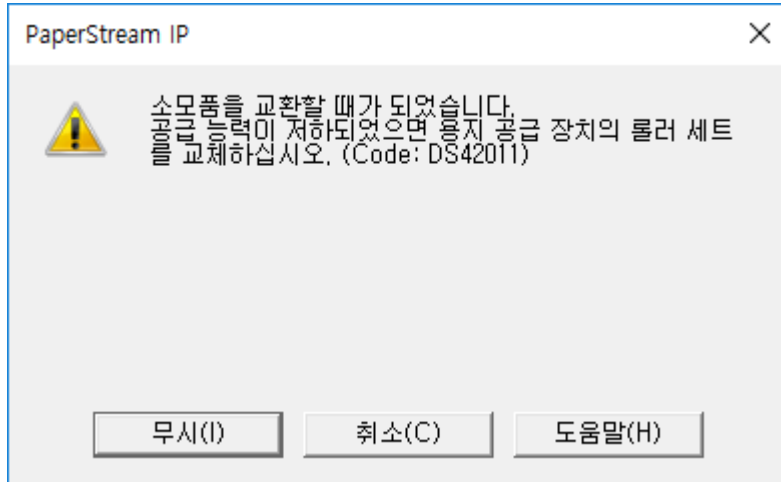 PaperStream IP
소모품을 교환할 때가 되었습니다.
공급 능력이 저하되었으면 용지 공급 장치의 롤러 세트
를 교체하십시오. (Code: DS42011)
무시(I) 취소(C) 도움말(H)